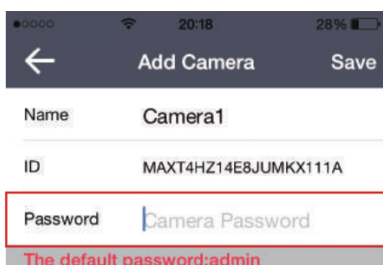 20:18 28%
Add Camera Save
Name Camera1
ID MAXT4HZ14E8JUMKX111A
Password Camera Password
The default password:admin